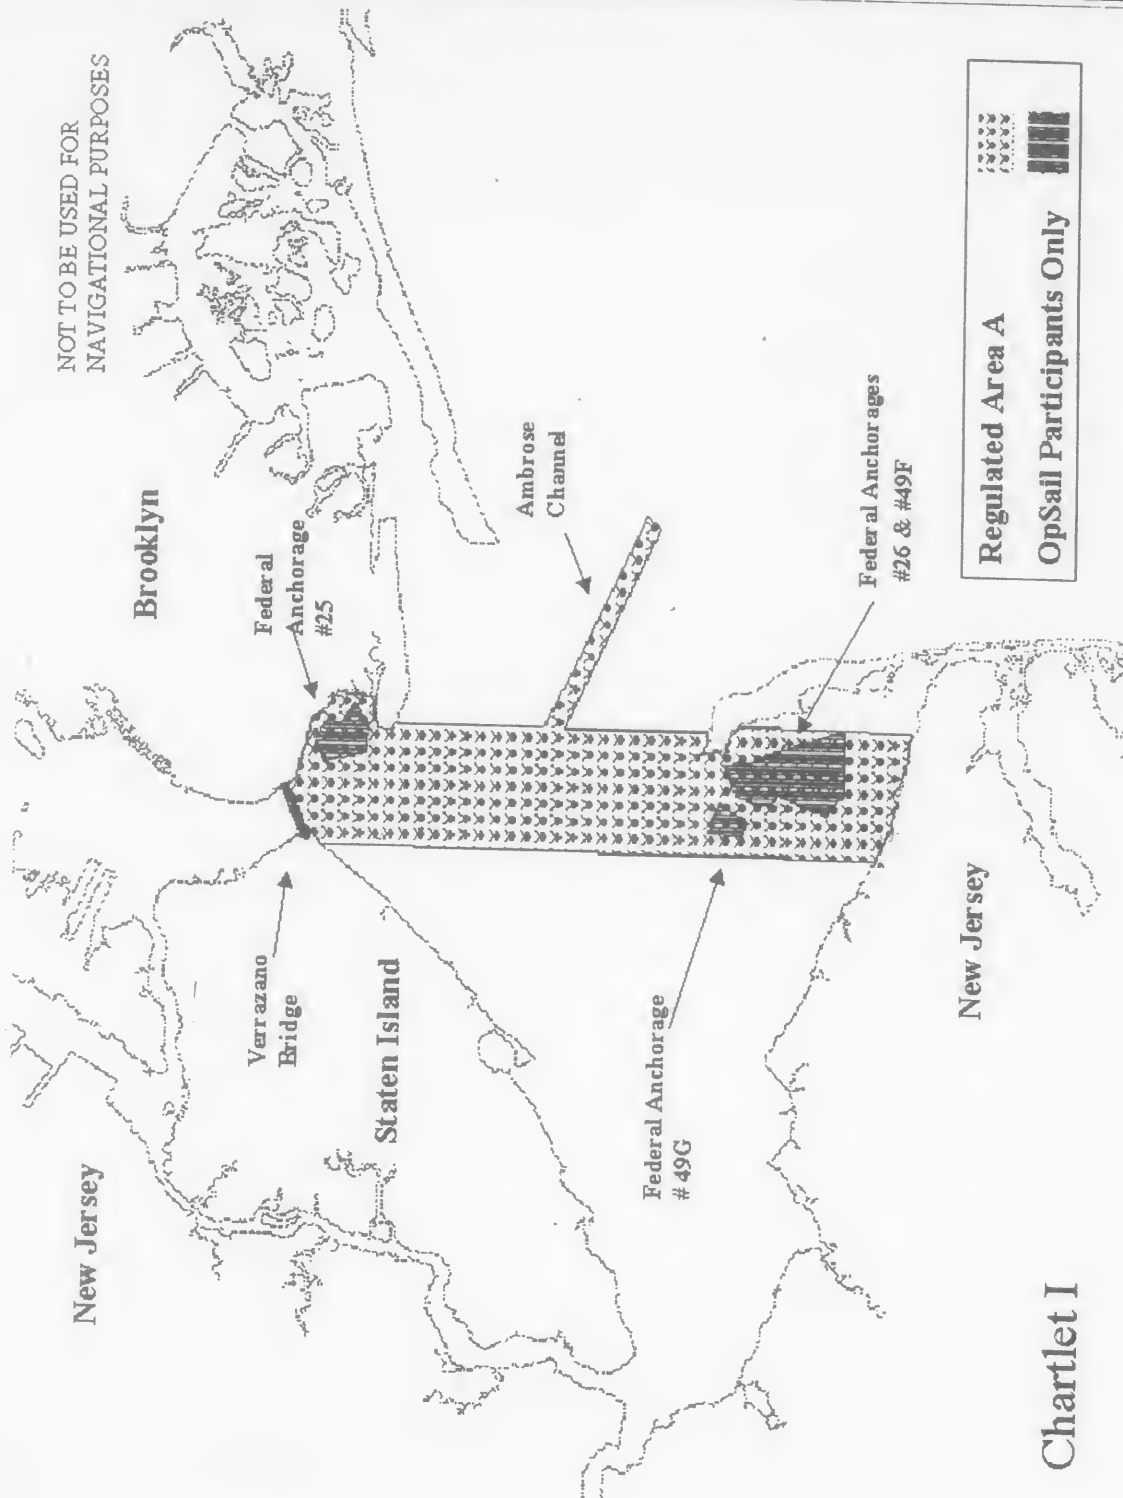 NOT TO BE USED FOR
NAVIGATIONAL PURPOSES
New Jersey
Brooklyn
Verrazano
Bridge
Federal
Anchorage
#25
Staten Island
Ambrose
Channel
Federal Anchorage
# 49G
Federal Anchorages
#26 & #49F
New Jersey
Regulated Area A
OpSail Participants Only
Chartlet I